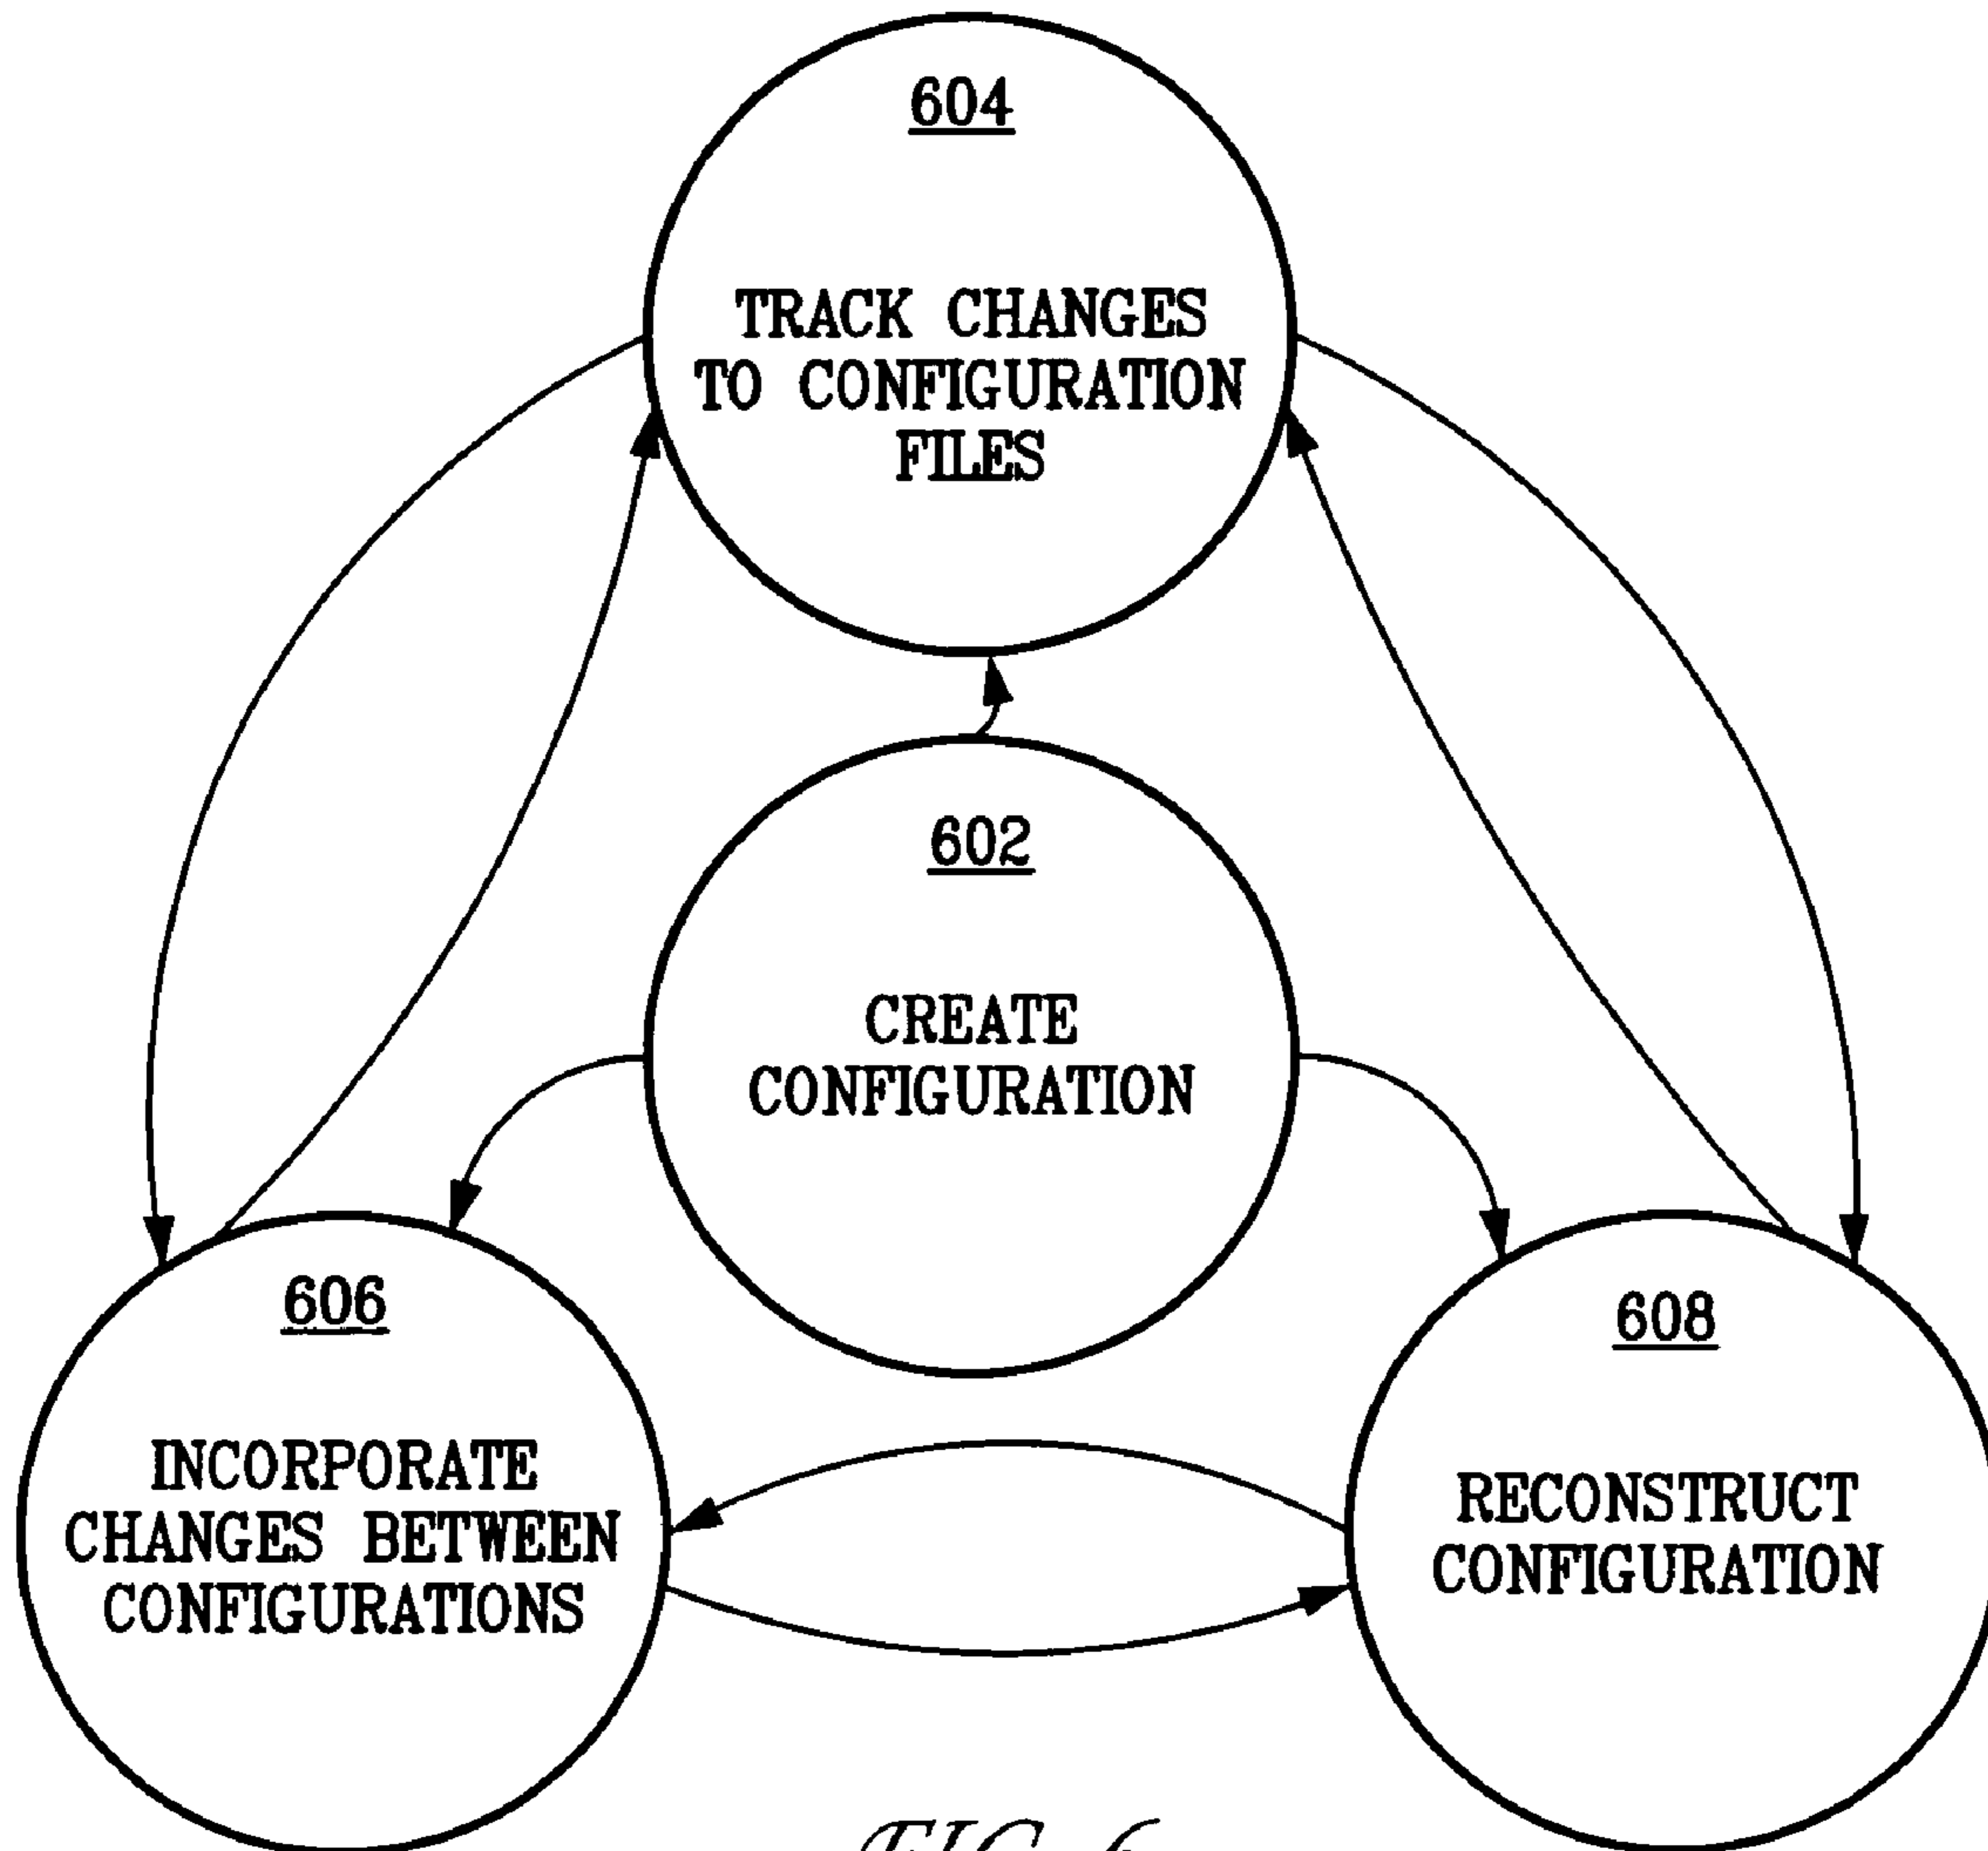 604
TRACK CHANGES
TO CONFIGURATION
FILES
602
CREATE
CONFIGURATION
606
INCORPORATE
CHANGES BETWEEN
CONFIGURATIONS
608
RECONSTRUCT
CONFIGURATION